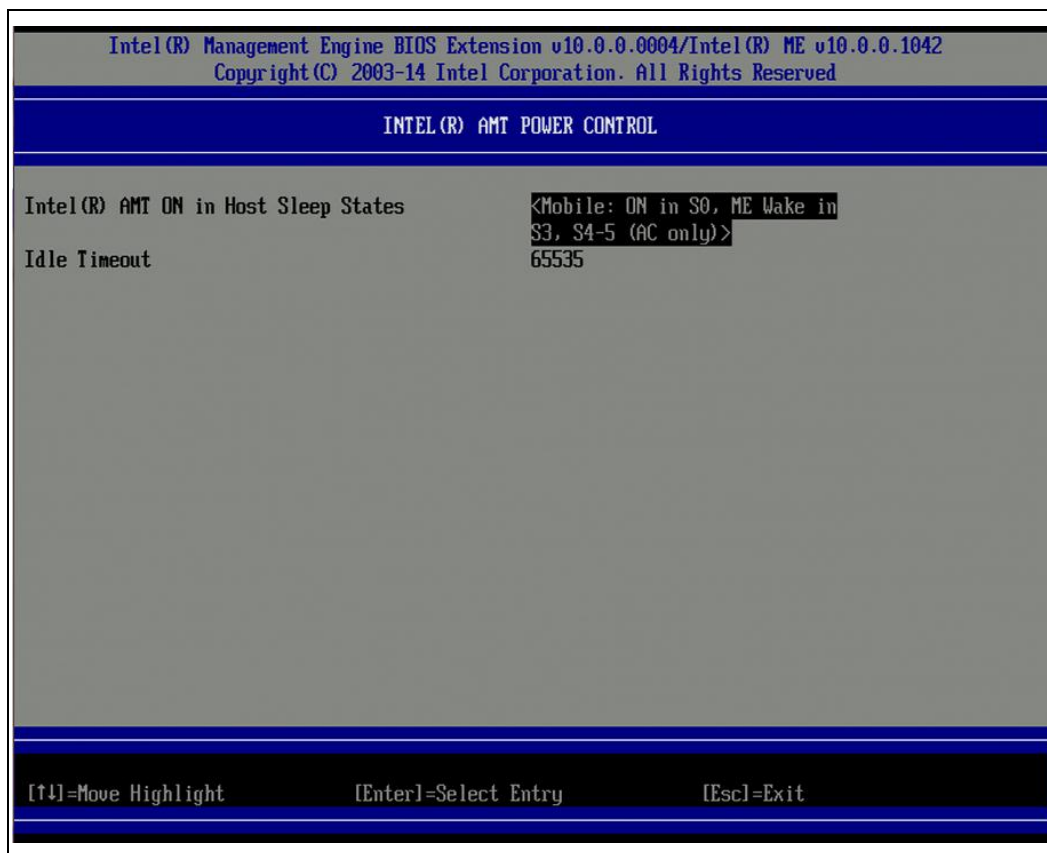 Intel(R) Management Engine BIOS Extension v10.0.0.0004/Intel(R) ME v10.0.0.1042
Copyright(C) 2003-14 Intel Corporation. All Rights Reserved
INTEL(R) AMT POWER CONTROL
Intel(R) AMT ON in Host Sleep States <Mobile: ON in S0, ME Wake in
S3, S4-5 (AC only)>
Idle Timeout 65535
[↑↓]=Move Highlight [Enter]=Select Entry [Esc]=Exit